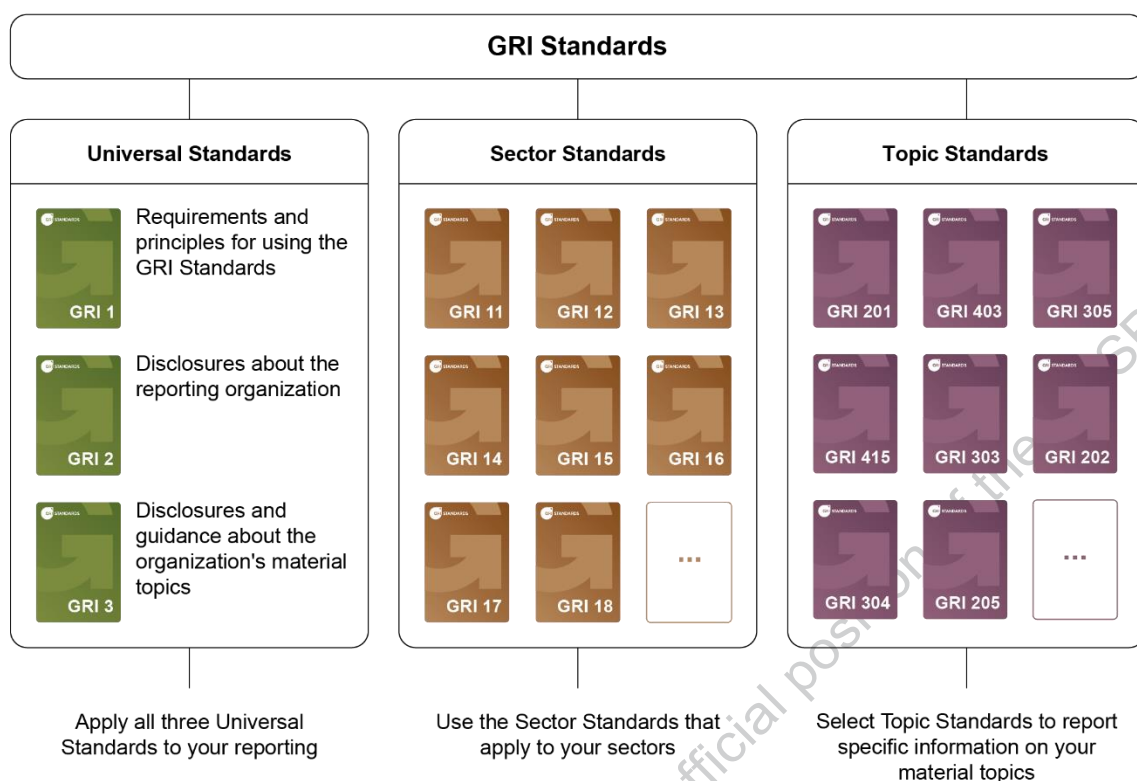 GRI Standards
Universal Standards
GRI 1
Requirements and
principles for using the
GRI Standards
GRI 2
Disclosures about the
reporting organization
GRI 3
Disclosures and
guidance about the
organization's material
topics
Apply all three Universal
Standards to your reporting
Sector Standards
GRI 11 GRI 12 GRI 13
GRI 14 GRI 15 GRI 16
GRI 17 GRI 18 ...
Use the Sector Standards that
apply to your sectors
Topic Standards
GRI 201 GRI 403 GRI 305
GRI 415 GRI 303 GRI 202
GRI 304 GRI 205 ...
Select Topic Standards to report
specific information on your
material topics
position of the